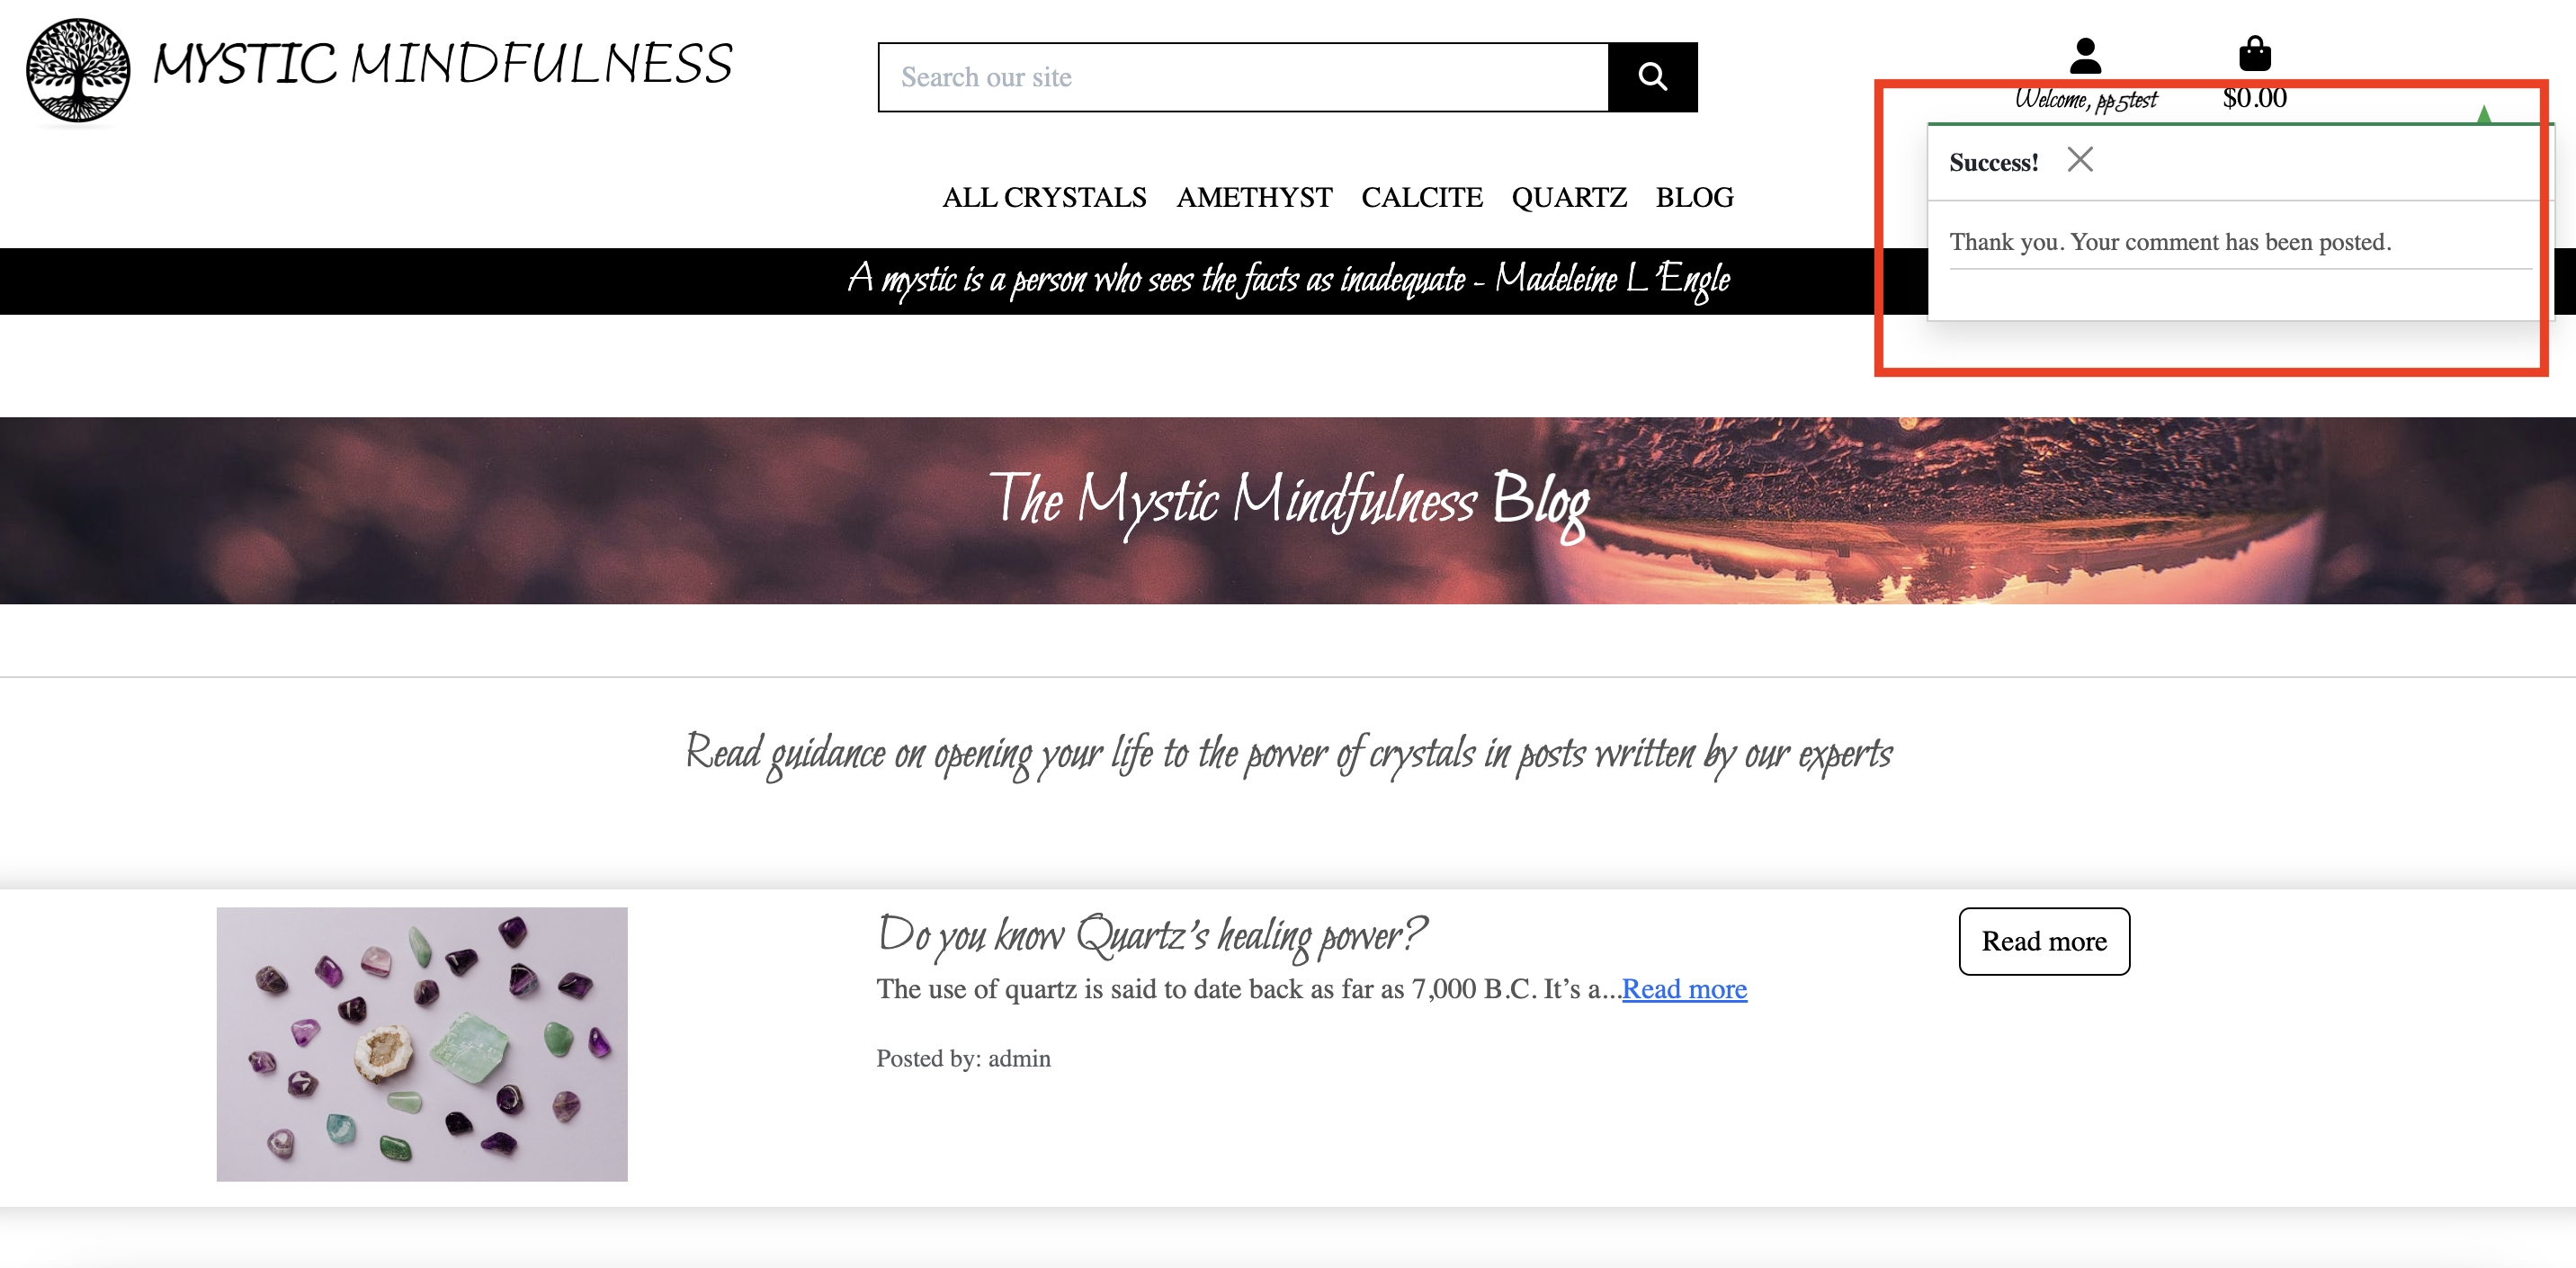 MYSTIC MINDFULNESS
Search our site
Welcome, pp5test
$0.00
Success!
Thank you. Your comment has been posted.
ALL CRYSTALS AMETHYST CALCITE QUARTZ BLOG
A mystic is a person who sees the facts as inadequate - Madeleine L'Engle
The Mystic Mindfulness Blog
Read guidance on opening your life to the power of crystals in posts written by our experts
Do you know Quartz's healing power?
The use of quartz is said to date back as far as 7,000 B.C. It’s a...Read more
Posted by: admin
Read more